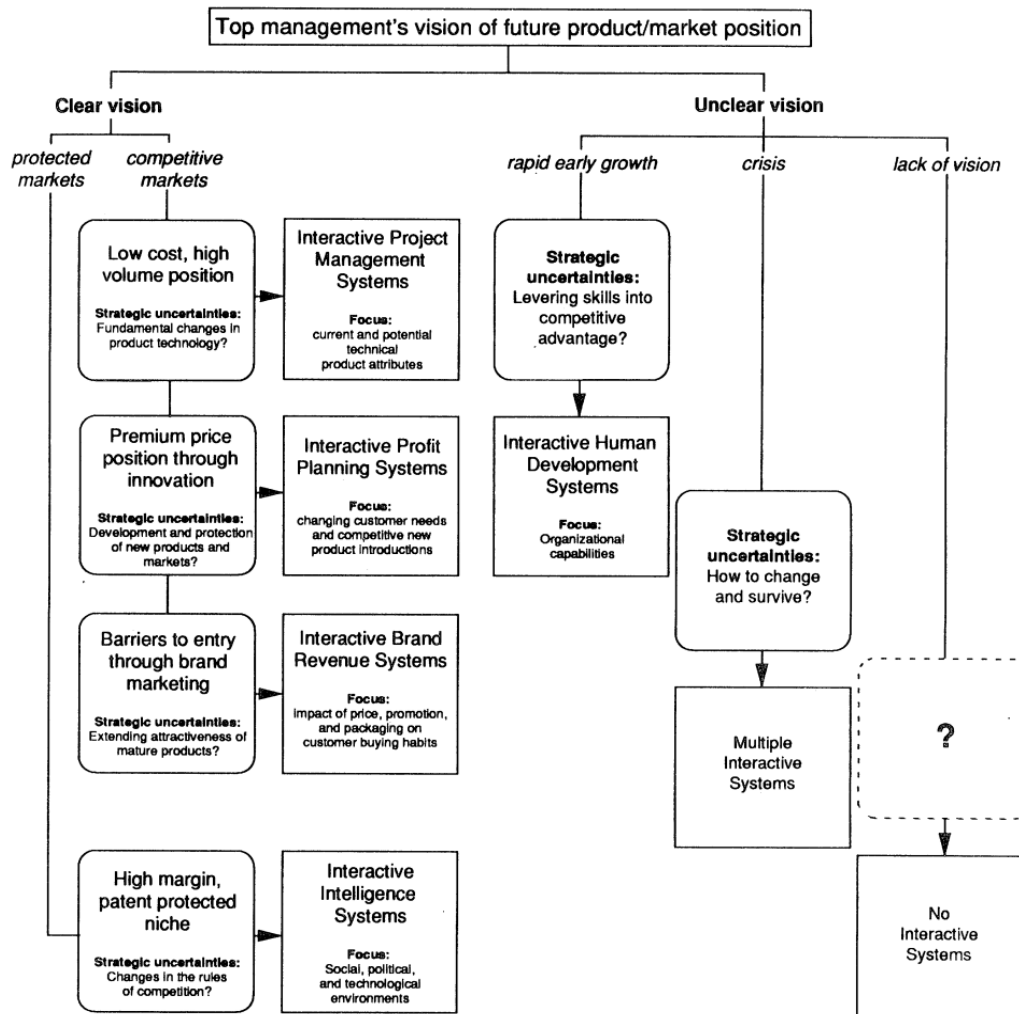 Top management's vision of future product/market position
Clear vision
Unclear vision
protected
markets
competitive
markets
rapid early growth
crisis
lack of vision
Low cost, high
volume position
Strategic uncertainties:
Fundamental changes in
product technology?
Interactive Project
Management
Systems
Focus:
current and potential
technical
product attributes
Strategic
uncertainties:
Levering skills into
competitive
advantage?
Premium price
position through
innovation
Strategic uncertainties:
Development and protection
of new products and
markets?
Interactive Profit
Planning Systems
Focus:
changing customer needs
and competitive new
product introductions
Interactive Human
Development
Systems
Focus:
Organizational
capabilities
Strategic
uncertainties:
How to change
and survive?
Barriers to entry
through brand
marketing
Strategic uncertainties:
Extending attractiveness of
mature products?
Interactive Brand
Revenue Systems
Focus:
impact of price, promotion,
and packaging on
customer buying habits
Multiple
Interactive
Systems
?
High margin,
patent protected
niche
Strategic uncertainties:
Changes in the rules
of competition?
Interactive
Intelligence
Systems
Focus:
Social, political,
and technological
environments
No
Interactive
Systems